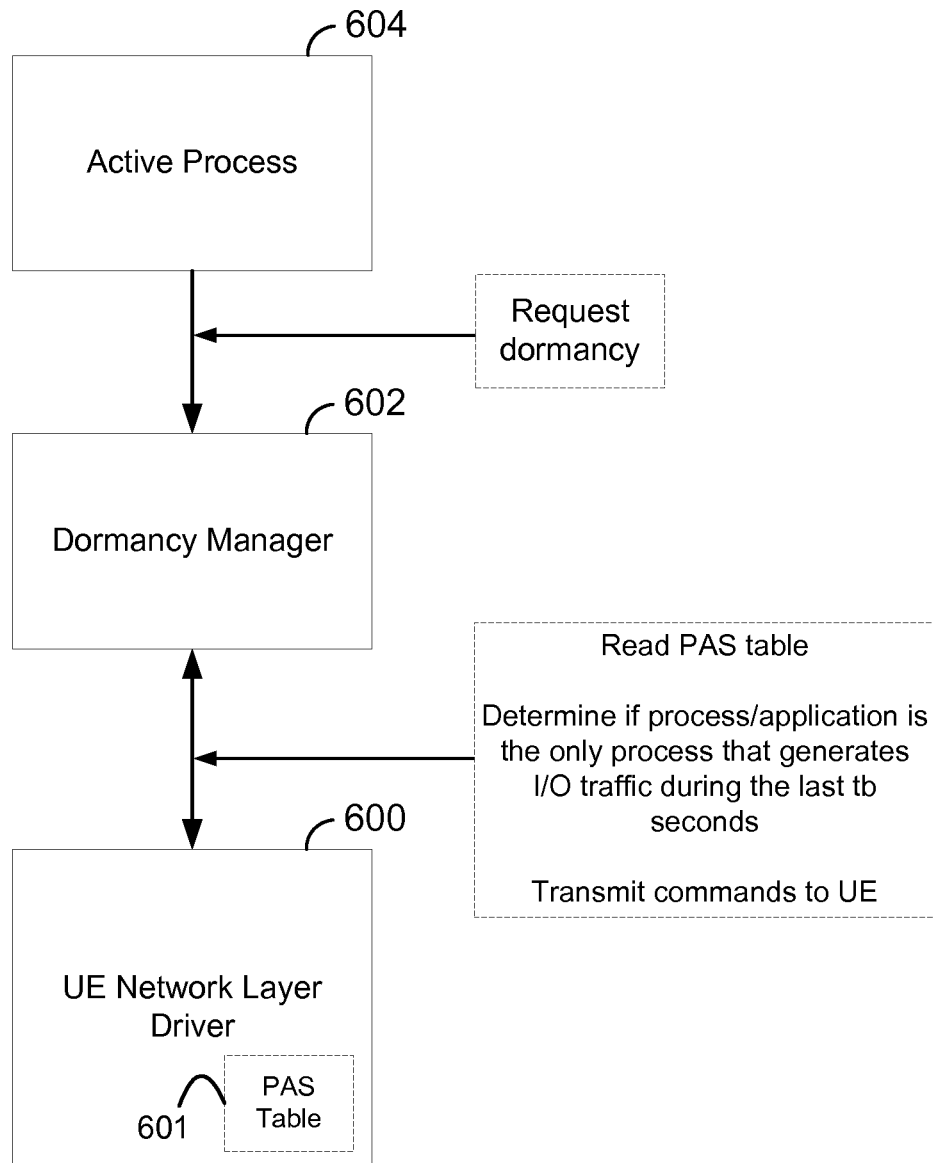 604
Active Process
Request
dormancy
602
Dormancy Manager
Read PAS table
Determine if process/application is
the only process that generates
I/O traffic during the last tb
seconds
Transmit commands to UE
600
UE Network Layer
Driver
PAS
Table
601